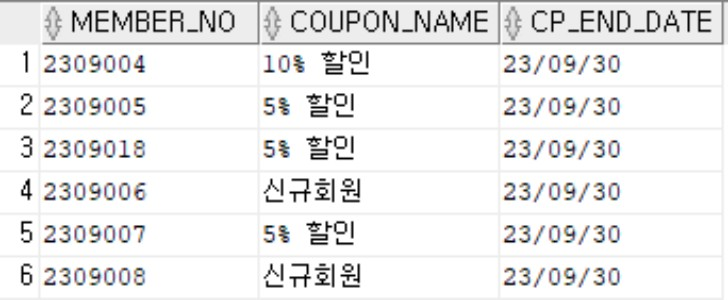 MEMBER_NO COUPON_NAME CP_END_DATE
1 2309004 10% 할인 23/09/30
2 2309005 5% 할인 23/09/30
3 2309018 5% 할인 23/09/30
4 2309006 신규회원 23/09/30
5 2309007 5% 할인 23/09/30
6 2309008 신규회원 23/09/30